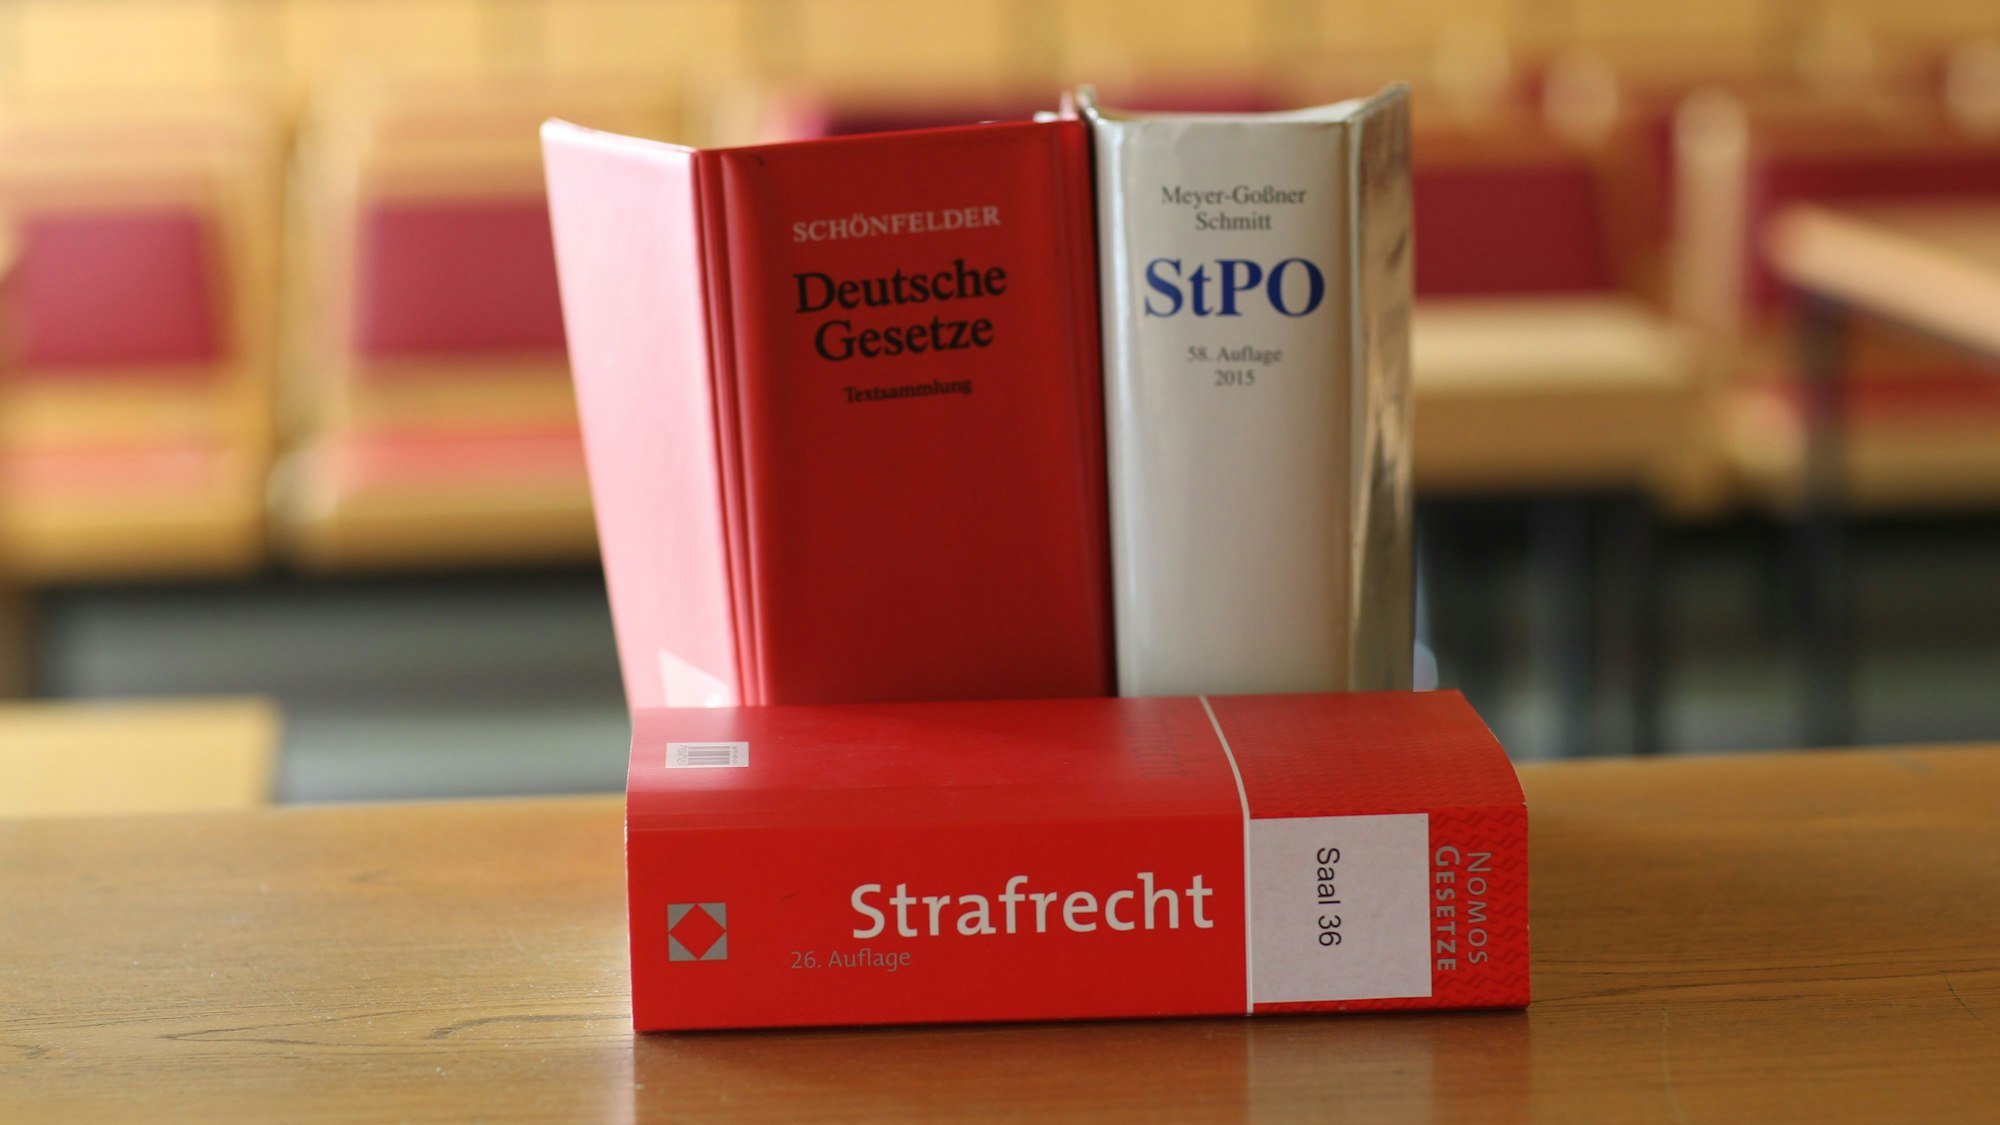 SCHÖNFELDER
Deutsche
Gesetze
Textsammlung
Meyer-Goßner
Schmitt
StPO
58. Auflage
2015
Strafrecht
26. Auflage
Saal 36
NOMOS
GESETZE